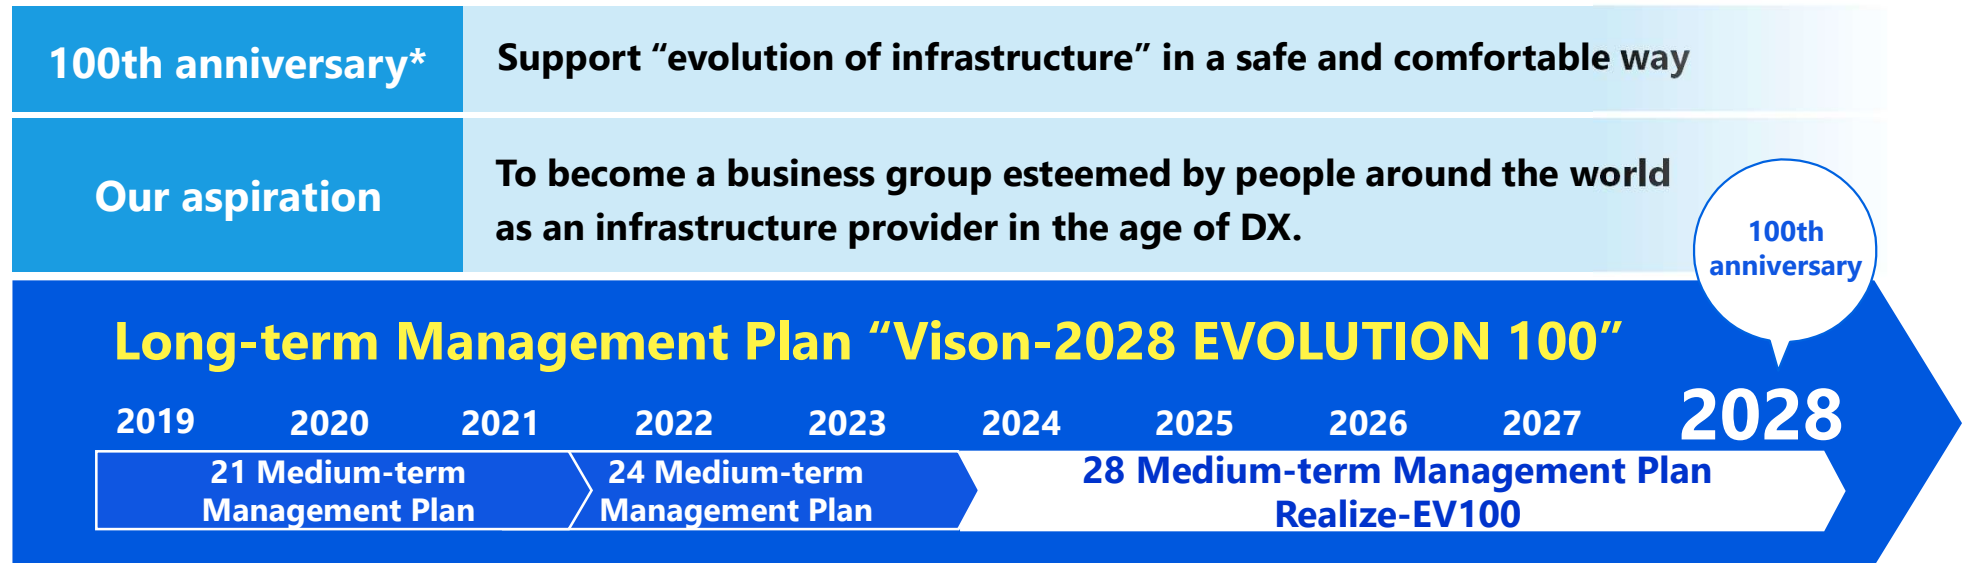 100th anniversary*
Support “evolution of infrastructure” in a safe and comfortable way
Our aspiration
To become a business group esteemed by people around the world
as an infrastructure provider in the age of DX.
100th
anniversary
Long-term Management Plan “Vison-2028 EVOLUTION 100”
2019 2020 2021 2022 2023 2024 2025 2026 2027 2028
21 Medium-term
Management Plan
24 Medium-term
Management Plan
28 Medium-term Management Plan
Realize-EV100